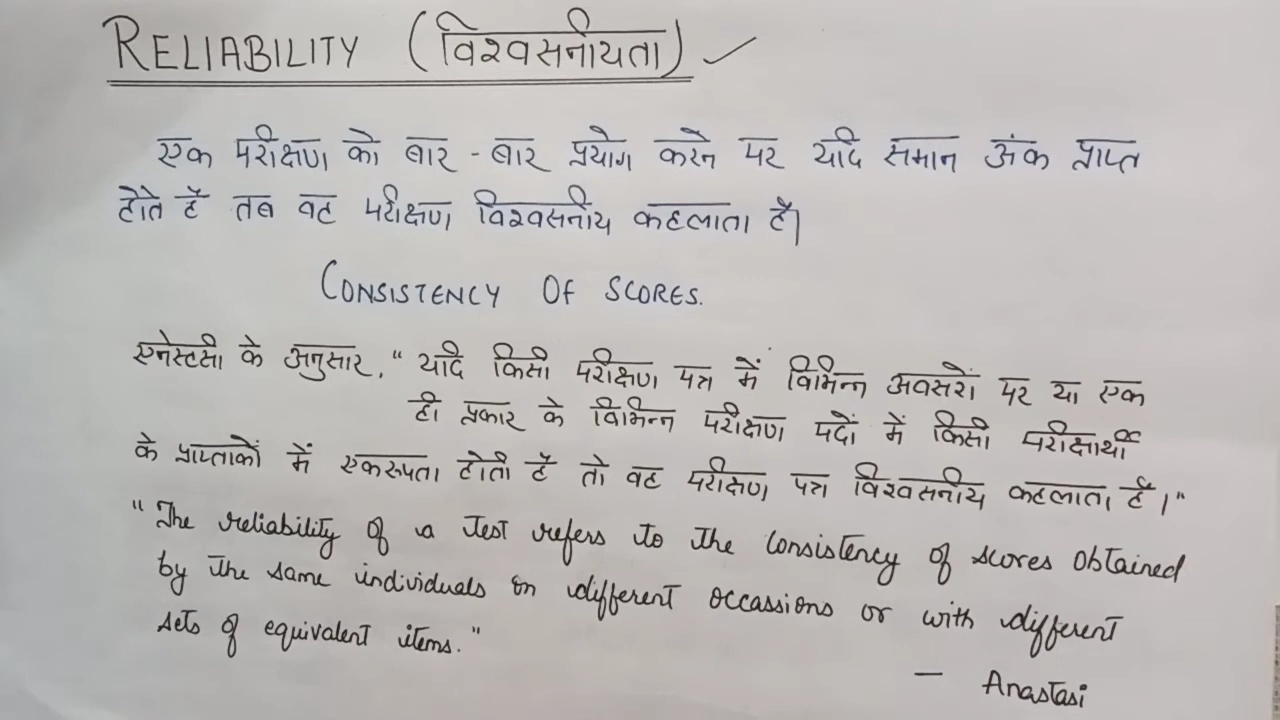 RELIABILITY (विश्वसनीयता) ✓
एक परीक्षण को बार - बार प्रयोग करने पर यदि समान अंक प्राप्त
होते हैं तब वह परीक्षण विश्वसनीय कहलाता है।
CONSISTENCY OF SCORES.
एनेस्टसी के अनुसार, “ यदि किसी परीक्षण पत्र में विभिन्न अवसरों पर या एक
ही प्रकार के विभिन्न परीक्षण पदों में किसी परीक्षार्थी
के प्राप्तांकों में एकरूपता होती है तो वह परीक्षण पत्र विश्वसनीय कहलाता है।”
“The reliability of a test refers to the consistency of scores obtained
by the same individuals on different occassions or with different
sets of equivalent items.”
— Anastasi